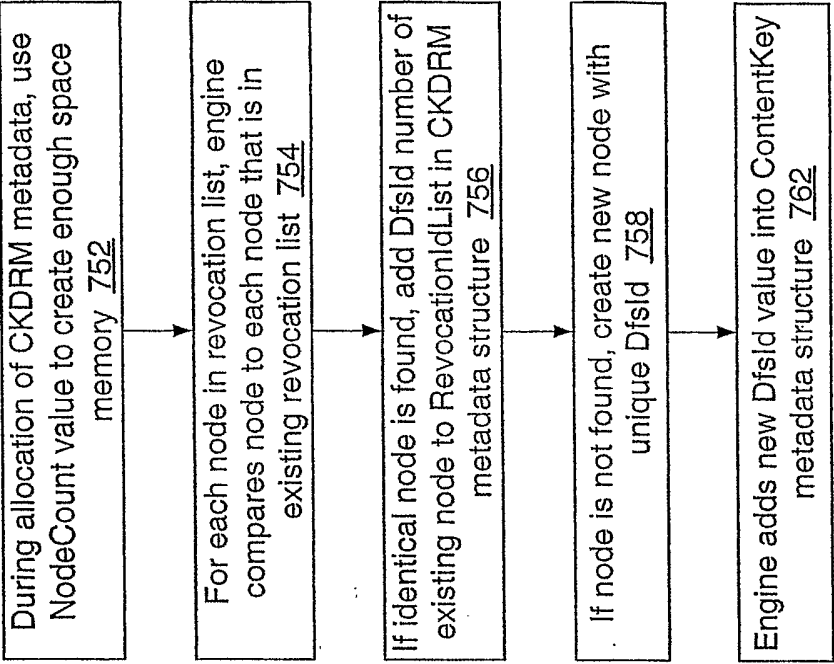 During allocation of CKDRM metadata, use
NodeCount value to create enough space
memory 752
For each node in revocation list, engine
compares node to each node that is in
existing revocation list 754
If identical node is found, add DfsId number of
existing node to RevocationIdList in CKDRM
metadata structure 756
If node is not found, create new node with
unique DfsId 758
Engine adds new DfsId value into ContentKey
metadata structure 762